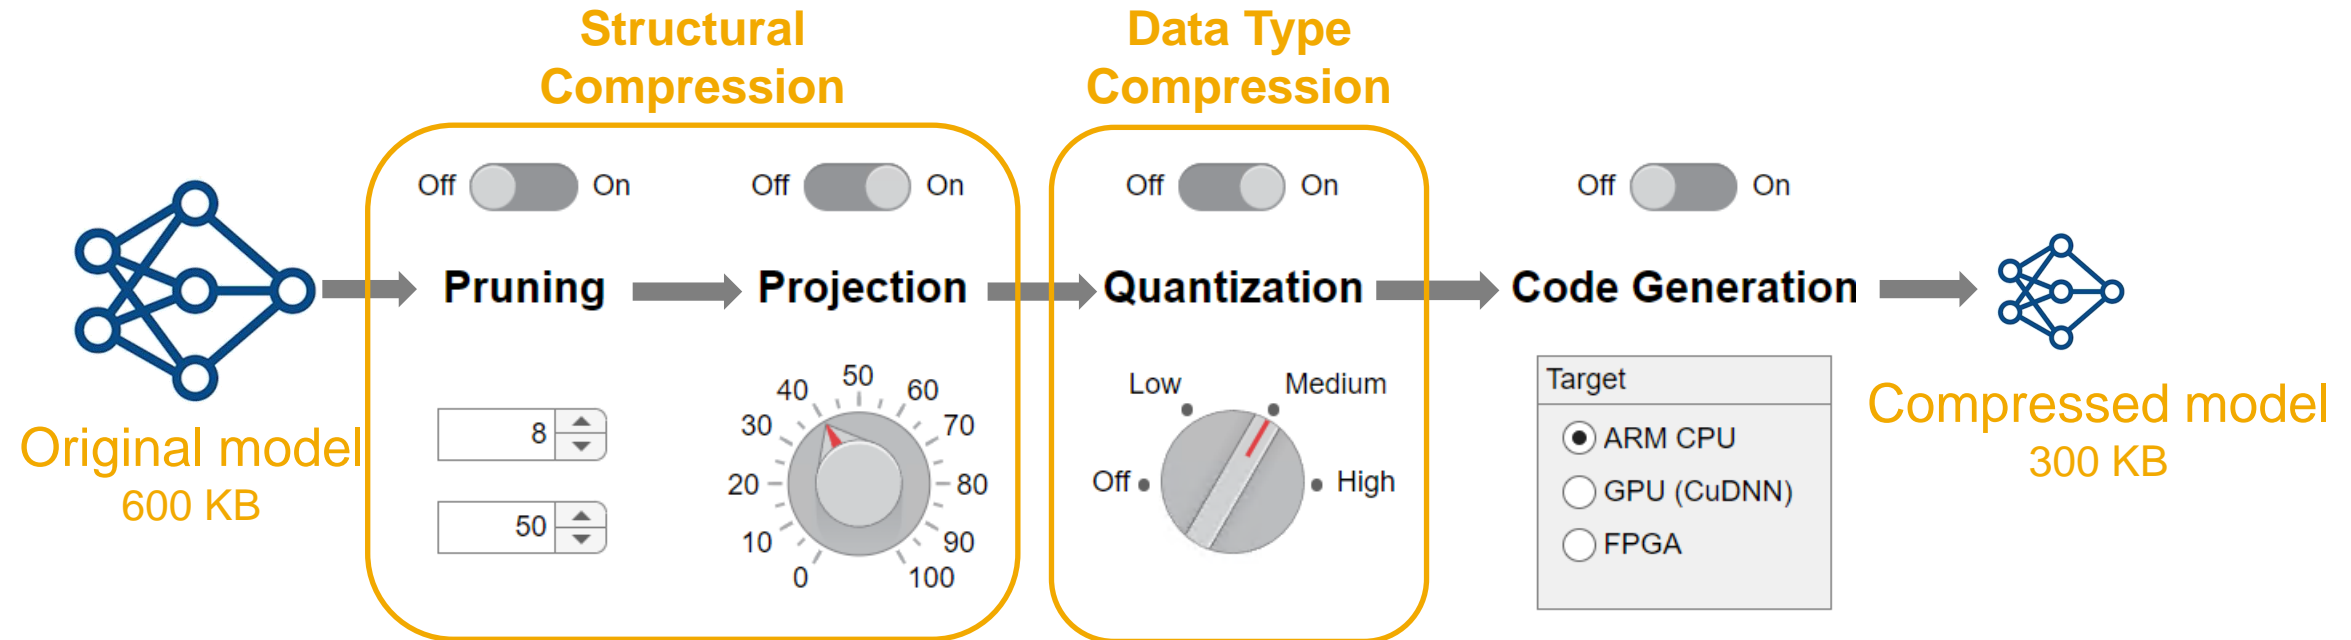 Structural
Compression
Data Type
Compression
Off On
Off On
Off On
Off On
Original model
600 KB
Pruning
Projection
Quantization
Code Generation
8
50
0
10
20
30
40
50
60
70
80
90
100
Off
Low
Medium
High
Target
ARM CPU
GPU (CuDNN)
FPGA
Compressed model
300 KB